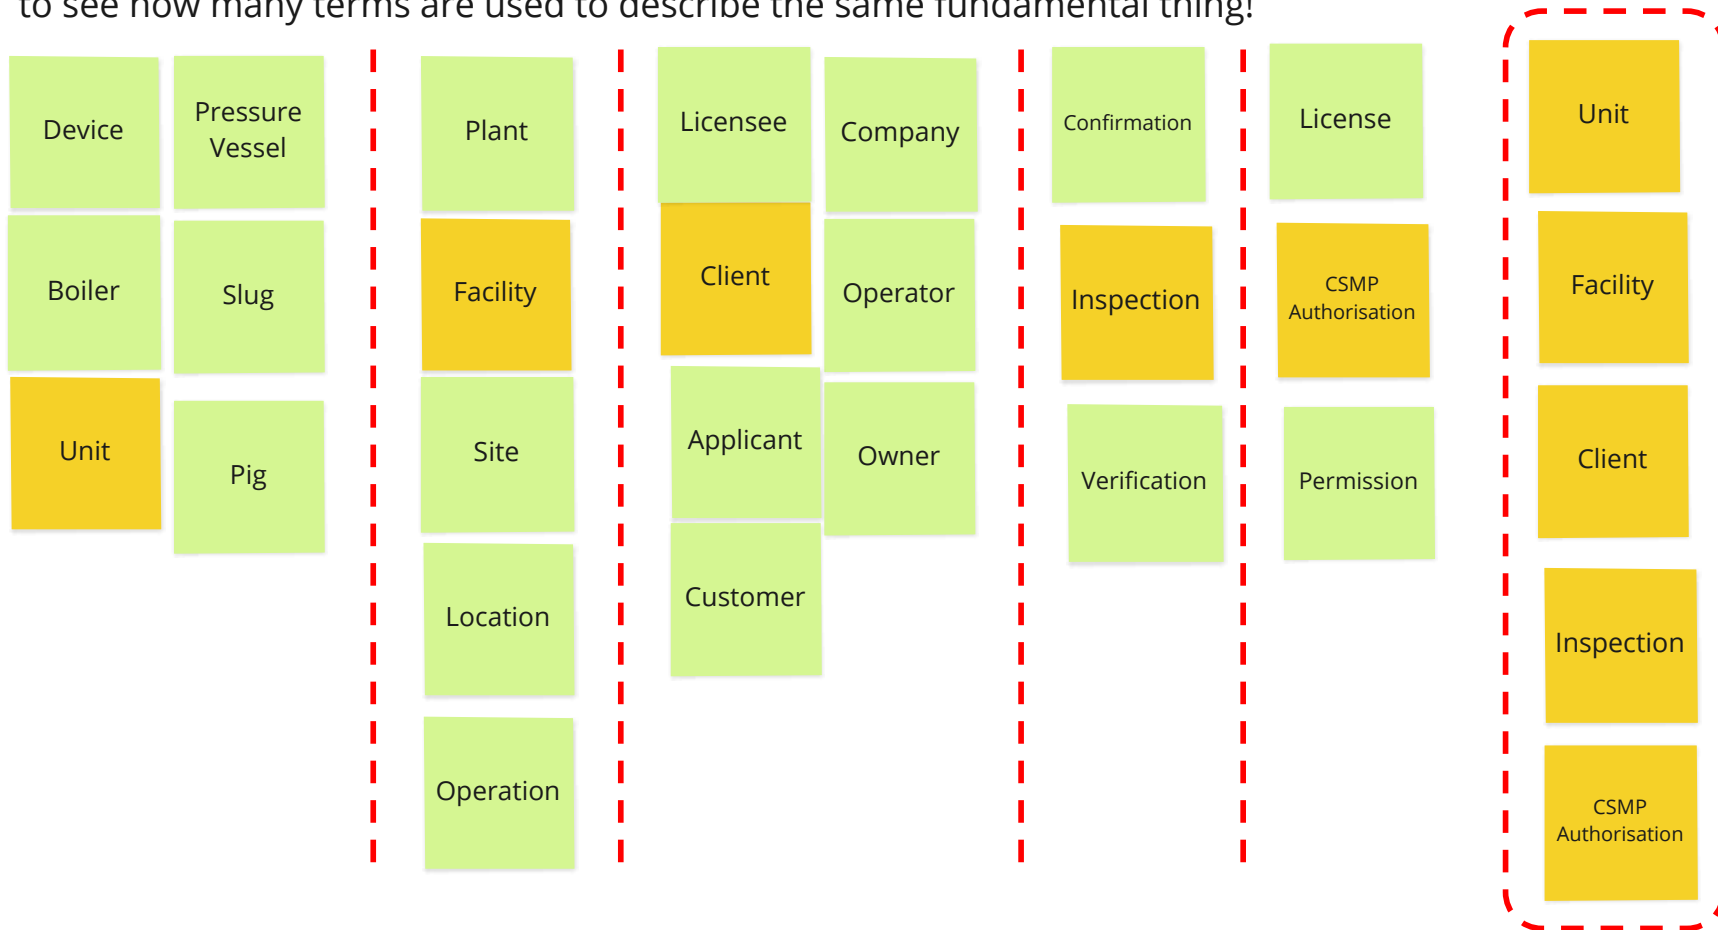 to see how many terms are used to describe the same fundamental thing!
Device
Pressure
Vessel
Boiler
Slug
Unit
Pig
Plant
Facility
Site
Location
Operation
Licensee
Company
Client
Operator
Applicant
Owner
Customer
Confirmation
Inspection
Verification
License
CSMP
Authorisation
Permission
Unit
Facility
Client
Inspection
CSMP
Authorisation